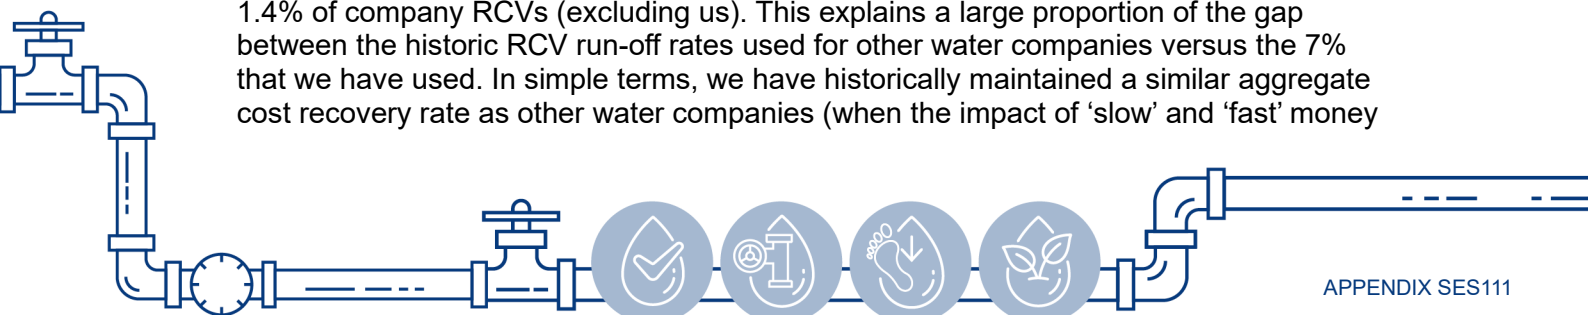 1.4% of company RCVs (excluding us). This explains a large proportion of the gap
between the historic RCV run-off rates used for other water companies versus the 7%
that we have used. In simple terms, we have historically maintained a similar aggregate
cost recovery rate as other water companies (when the impact of ‘slow’ and ‘fast’ money
APPENDIX SES111